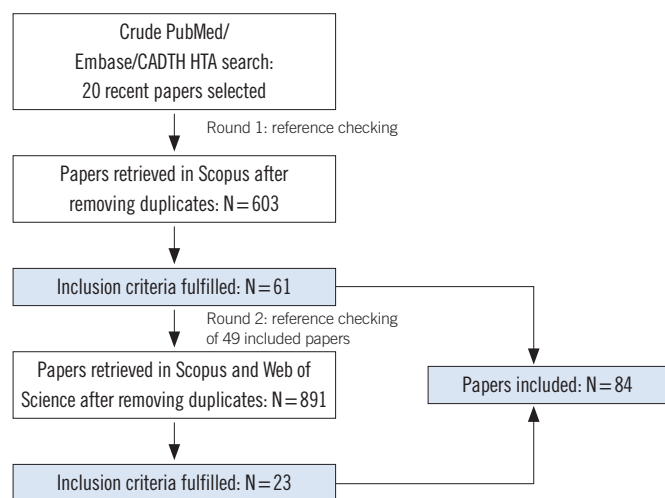 Crude PubMed/
Embase/CADTH HTA search:
20 recent papers selected
Round 1: reference checking
Papers retrieved in Scopus after
removing duplicates: N=603
Inclusion criteria fulfilled: N=61
Round 2: reference checking
of 49 included papers
Papers retrieved in Scopus and Web of
Science after removing duplicates: N=891
Papers included: N=84
Inclusion criteria fulfilled: N=23